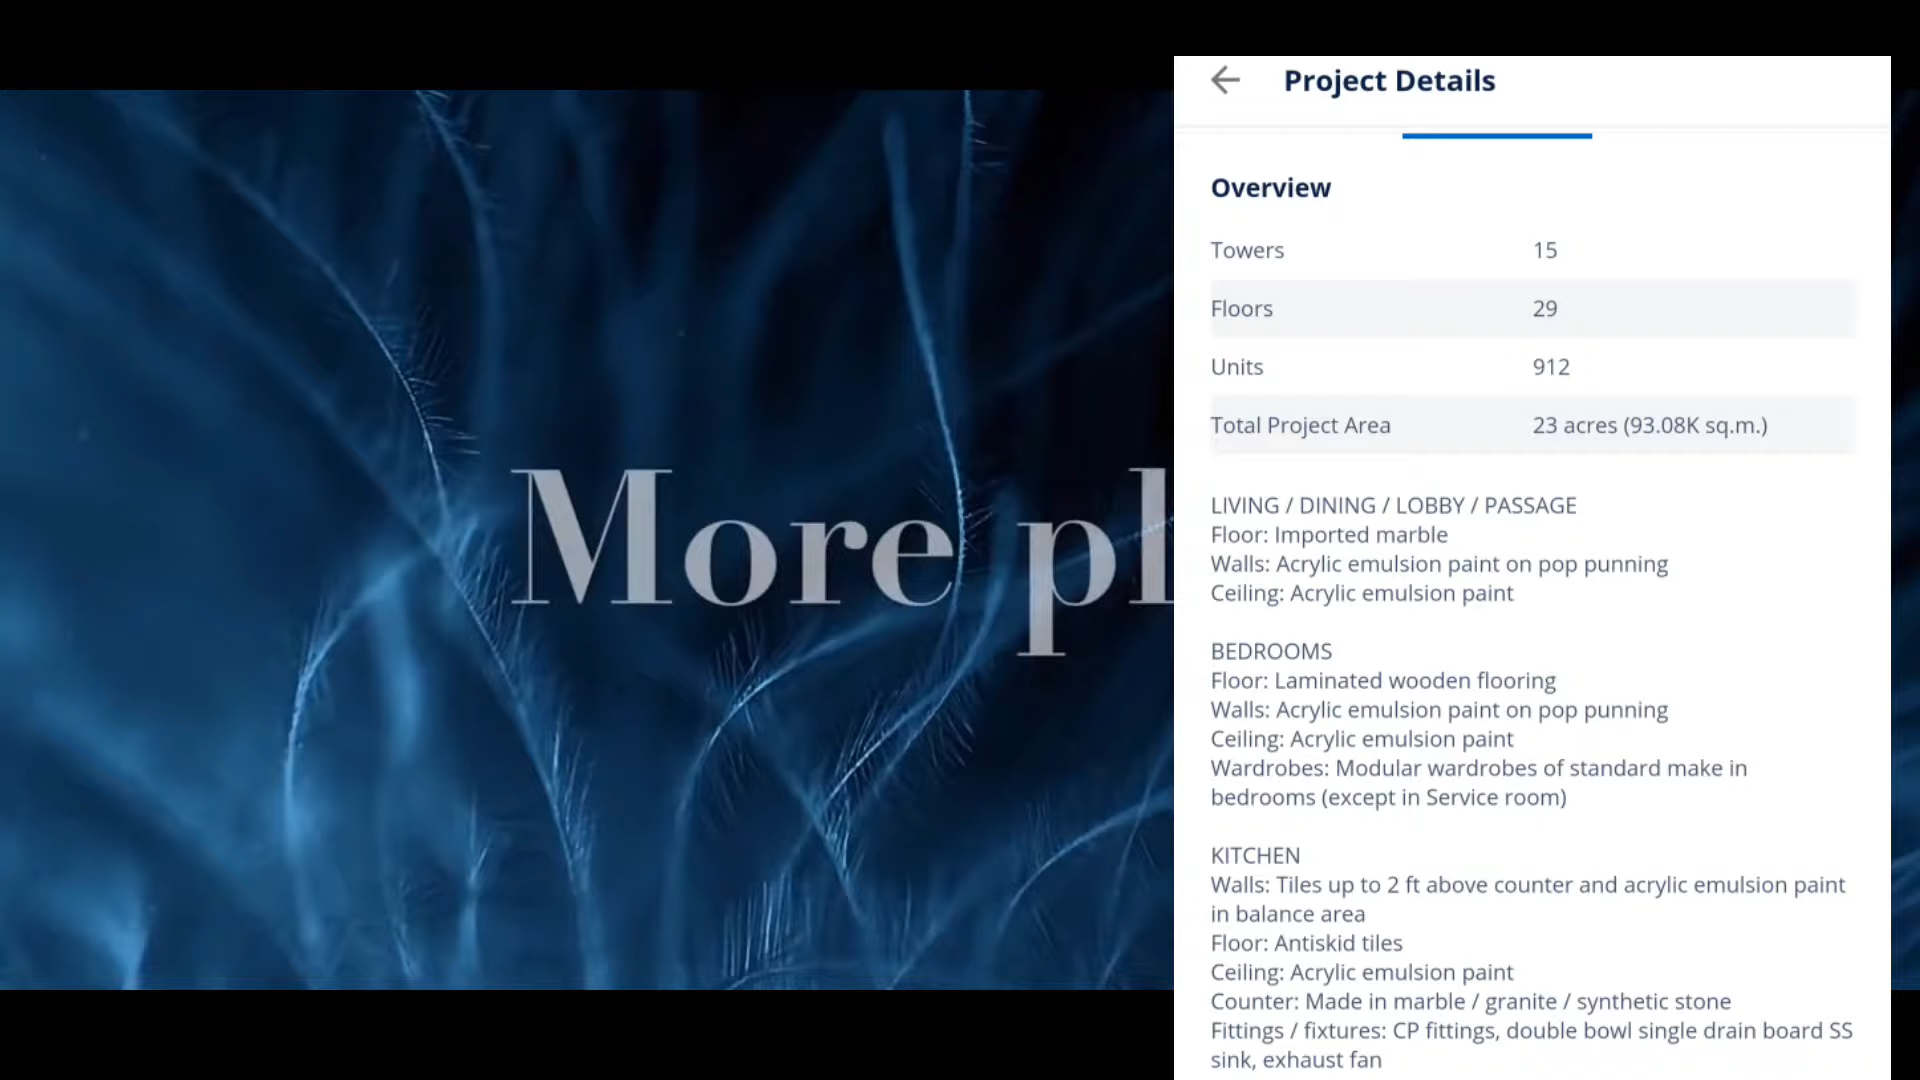 More pl
Project Details
Overview
Towers 15
Floors 29
Units 912
Total Project Area 23 acres (93.08K sq.m.)
LIVING / DINING / LOBBY / PASSAGE
Floor: Imported marble
Walls: Acrylic emulsion paint on pop punning
Ceiling: Acrylic emulsion paint
BEDROOMS
Floor: Laminated wooden flooring
Walls: Acrylic emulsion paint on pop punning
Ceiling: Acrylic emulsion paint
Wardrobes: Modular wardrobes of standard make in
bedrooms (except in Service room)
KITCHEN
Walls: Tiles up to 2 ft above counter and acrylic emulsion paint
in balance area
Floor: Antiskid tiles
Ceiling: Acrylic emulsion paint
Counter: Made in marble / granite / synthetic stone
Fittings / fixtures: CP fittings, double bowl single drain board SS
sink, exhaust fan